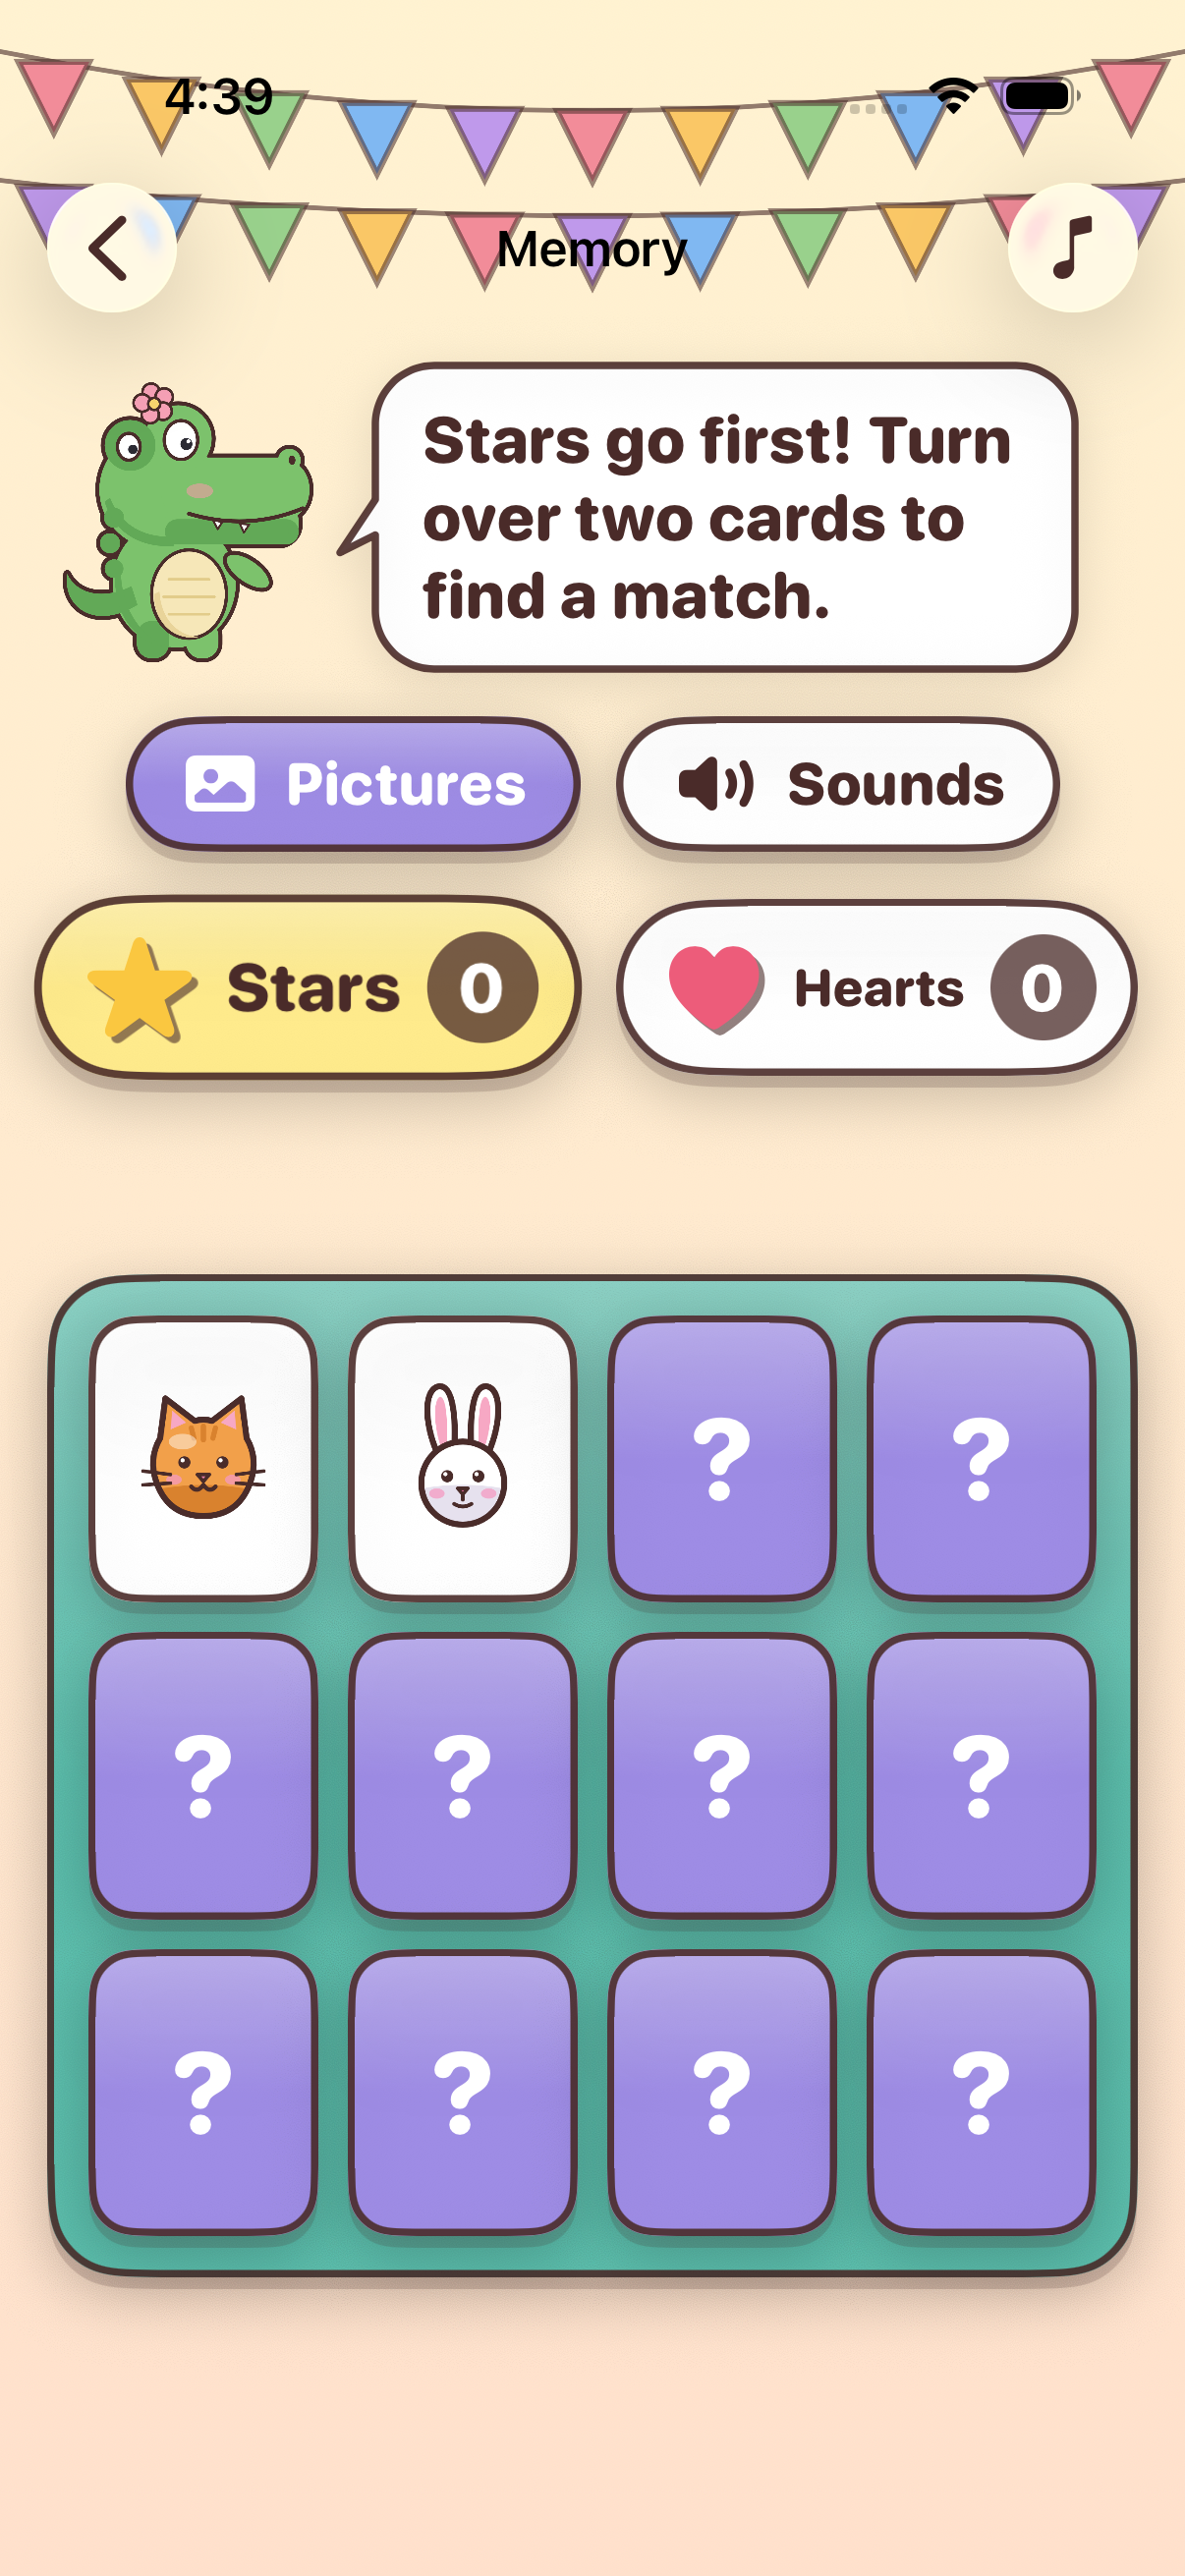 4:39
Memory
Stars go first! Turn
over two cards to
find a match.
Pictures
Sounds
Stars 0
Hearts 0
? ?
? ? ? ?
? ? ? ?